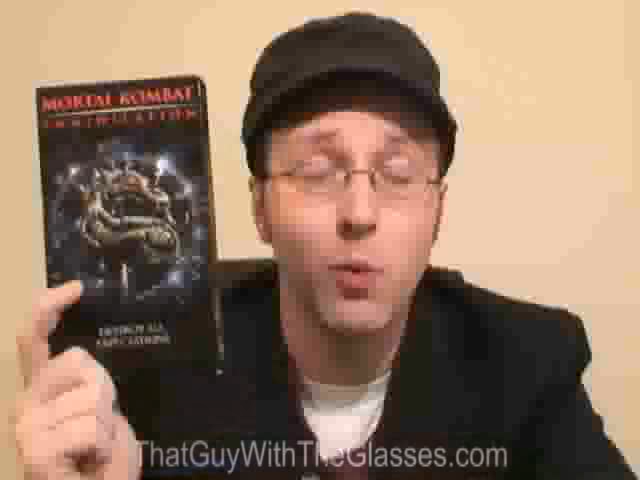 MORTAL KOMBAT
ANNIHILATION
DESTROY ALL
EXPECTATIONS
ThatGuyWithTheGlasses.com